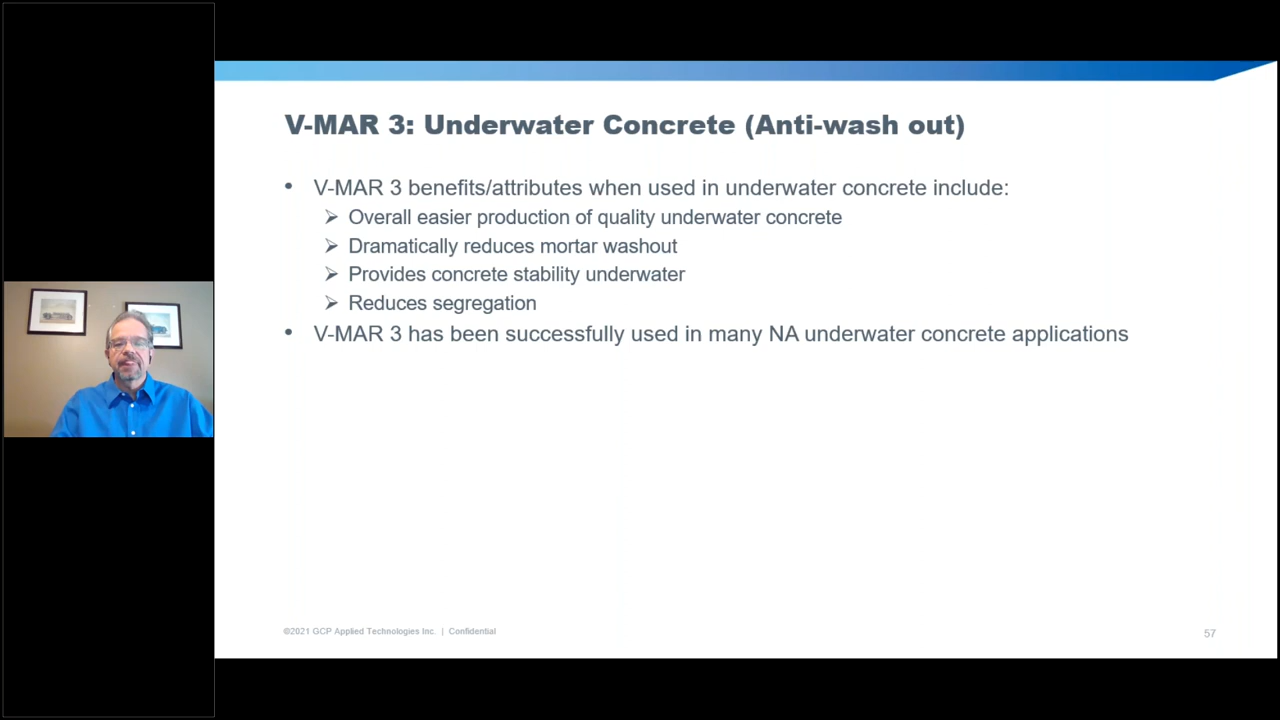 V-MAR 3: Underwater Concrete (Anti-wash out)
• V-MAR 3 benefits/attributes when used in underwater concrete include:
➢ Overall easier production of quality underwater concrete
➢ Dramatically reduces mortar washout
➢ Provides concrete stability underwater
➢ Reduces segregation
• V-MAR 3 has been successfully used in many NA underwater concrete applications
©2021 GCP Applied Technologies Inc. | Confidential
57